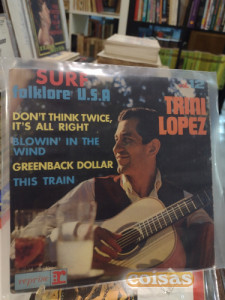 SURF
folklore U.S.A
TRINI
LOPEZ
DON'T THINK TWICE,
IT'S ALL RIGHT
BLOWIN' IN THE
WIND
GREENBACK DOLLAR
THIS TRAIN
reprise
coisas